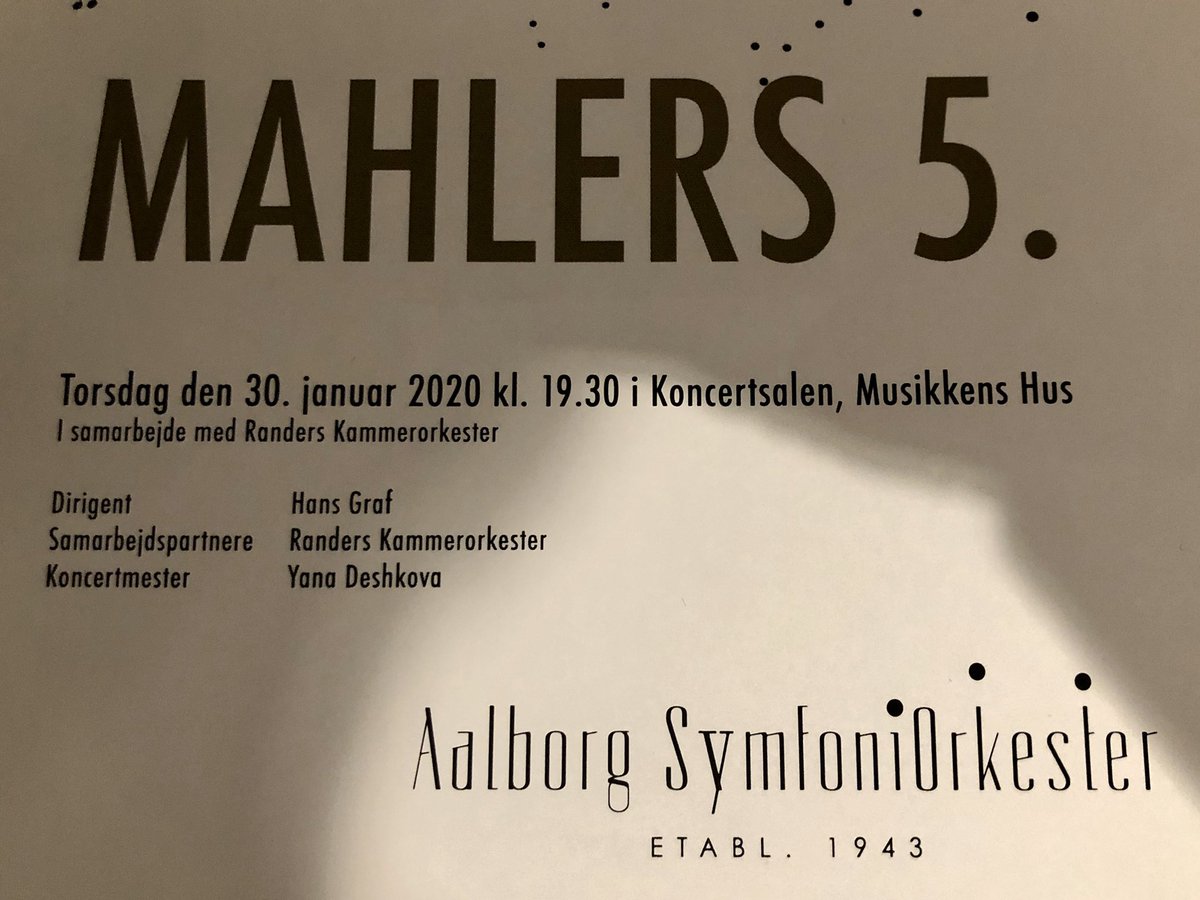 MAHLERS 5.
Torsdag den 30. januar 2020 kl. 19.30 i Koncertsalen, Musikkens Hus
I samarbejde med Randers Kammerorkester
Dirigent Hans Graf
Samarbejdspartnere Randers Kammerorkester
Koncertmester Yana Deshkova
Aalborg SymfoniOrkester
ETABL. 1943